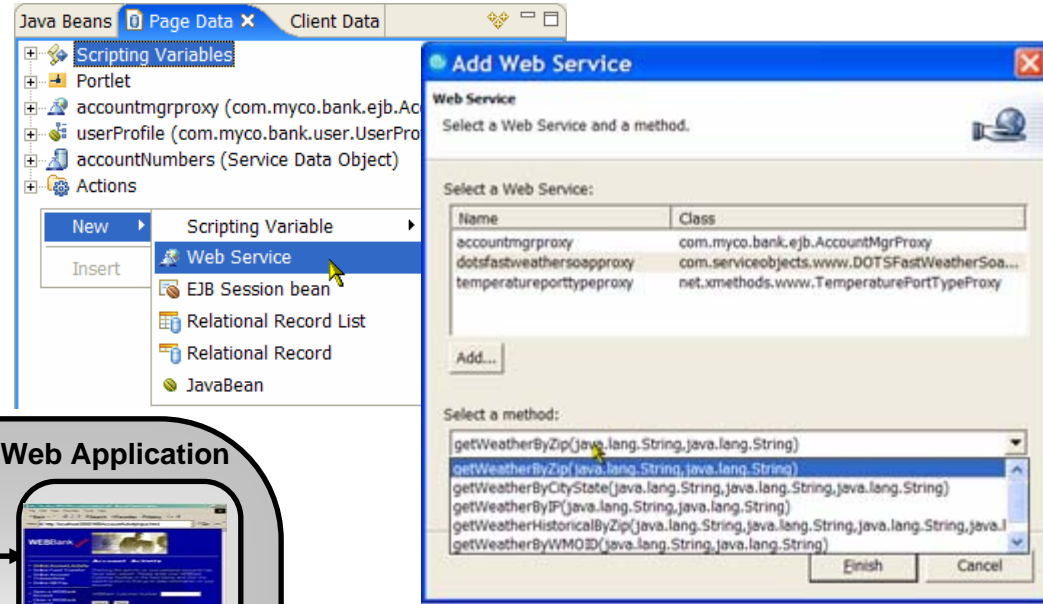 Java Beans Page Data Client Data
Scripting Variables
Portlet
accountmgrproxy (com.myco.bank.ejb.Acc
userProfile (com.myco.bank.user.UserPro
accountNumbers (Service Data Object)
Actions
New
Insert
Scripting Variable
Web Service
EJB Session bean
Relational Record List
Relational Record
JavaBean
Add Web Service
Web Service
Select a Web Service and a method.
Select a Web Service:
Name Class
accountmgrproxy com.myco.bank.ejb.AccountMgrProxy
dotsfastweathersoapproxy com.serviceobjects.www.DOTSFastWeatherSoa...
temperatureporttypeproxy net.xmethods.www.TemperaturePortTypeProxy
Add...
Select a method:
getWeatherByZip(java.lang.String,java.lang.String)
getWeatherByZip(java.lang.String,java.lang.String)
getWeatherByCityState(java.lang.String,java.lang.String,java.lang.String)
getWeatherByIP(java.lang.String,java.lang.String)
getWeatherHistoricalByZip(java.lang.String,java.lang.String,java.lang.String,java.l
getWeatherByWMOID(java.lang.String,java.lang.String)
Finish Cancel
Web Application
WEBBank
Account Activity